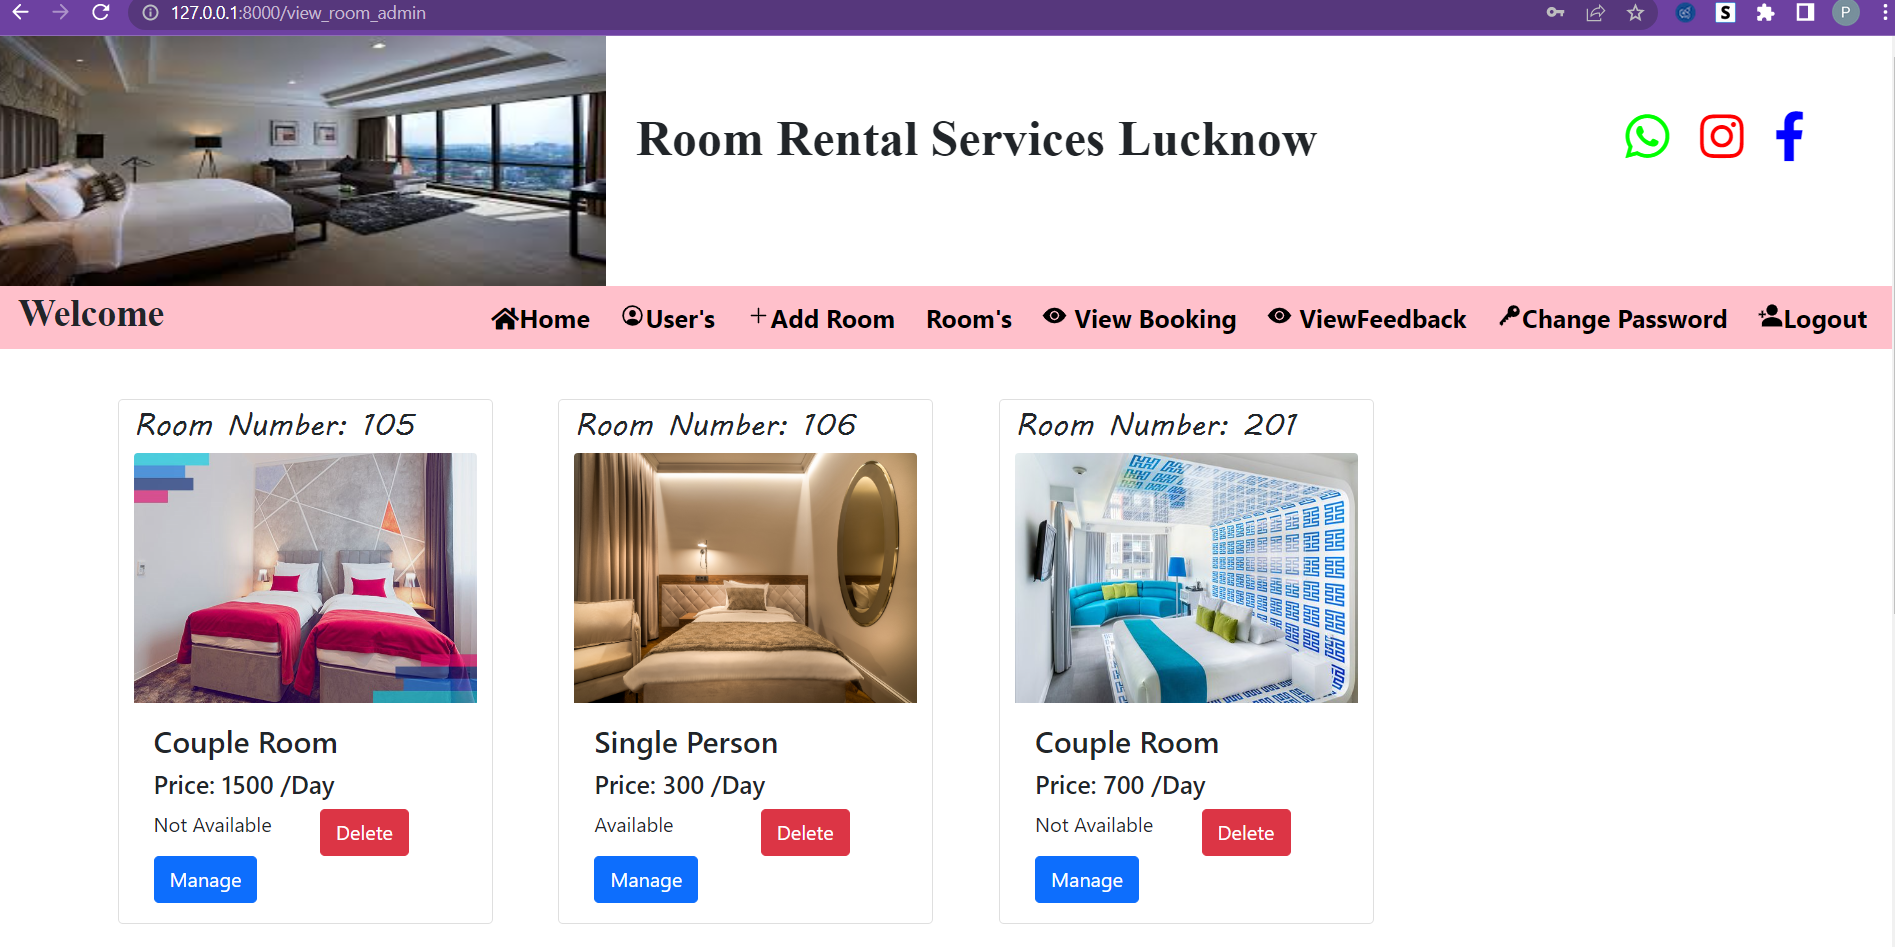 127.0.0.1:8000/view_room_admin
S
P
Room Rental Services Lucknow
Welcome
Home User's Add Room Room's View Booking ViewFeedback Change Password Logout
Room Number: 105
Couple Room
Price: 1500 /Day
Not Available
Delete
Manage
Room Number: 106
Single Person
Price: 300 /Day
Available
Delete
Manage
Room Number: 201
Couple Room
Price: 700 /Day
Not Available
Delete
Manage